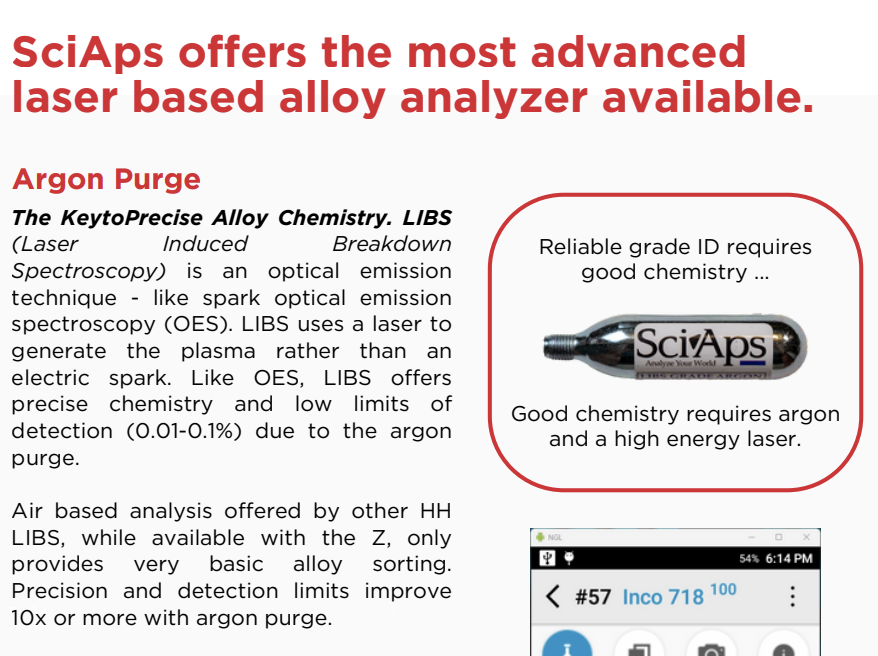 SciAps offers the most advanced
laser based alloy analyzer available.
Argon Purge
The KeytoPrecise Alloy Chemistry. LIBS
(Laser Induced Breakdown
Spectroscopy) is an optical emission
technique - like spark optical emission
spectroscopy (OES). LIBS uses a laser to
generate the plasma rather than an
electric spark. Like OES, LIBS offers
precise chemistry and low limits of
detection (0.01-0.1%) due to the argon
purge.
Air based analysis offered by other HH
LIBS, while available with the Z, only
provides very basic alloy sorting.
Precision and detection limits improve
10x or more with argon purge.
Reliable grade ID requires
good chemistry ...
SciAps
Analyze Your World
LIBS GRADE ARGON
Good chemistry requires argon
and a high energy laser.
NGL
54% 6:14 PM
#57 Inco 718 100